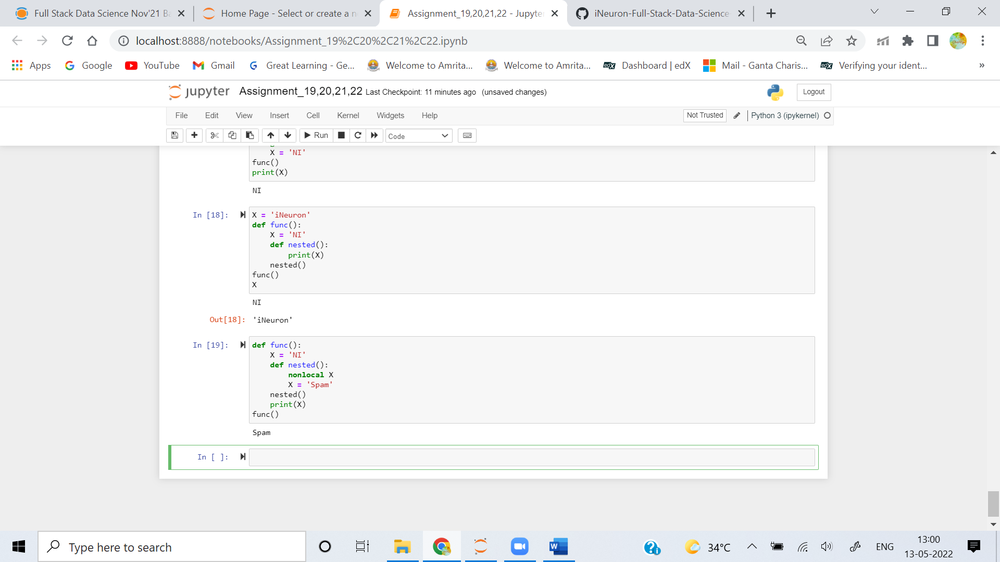 Full Stack Data Science Nov'21 Ba
Home Page - Select or create a n
Assignment_19,20,21,22 - Jupyte
iNeuron-Full-Stack-Data-Science-
localhost:8888/notebooks/Assignment_19%2C20%2C21%2C22.ipynb
Apps
Google
YouTube
Gmail
Great Learning - Ge...
Welcome to Amrita...
Welcome to Amrita...
edX
Dashboard | edX
Mail - Ganta Charis...
edX
Verifying your ident...
»
jupyter
Assignment_19,20,21,22 Last Checkpoint: 11 minutes ago (unsaved changes)
Logout
File Edit View Insert Cell Kernel Widgets Help
Not Trusted
Python 3 (ipykernel)
Run
Code
    X = 'NI'
func()
print(X)
NI
In [18]:
X = 'iNeuron'
def func():
    X = 'NI'
    def nested():
        print(X)
    nested()
func()
X
NI
Out[18]: 'iNeuron'
In [19]:
def func():
    X = 'NI'
    def nested():
        nonlocal X
        X = 'Spam'
    nested()
    print(X)
func()
Spam
In [ ]:
Type here to search
W
34°C
ENG
13:00
13-05-2022